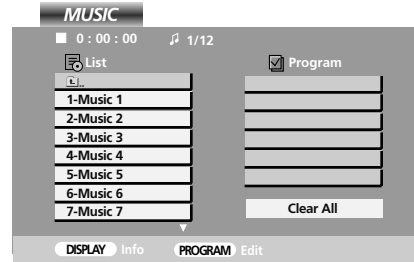 MUSIC
0 : 00 : 00 1/12
List
Program
..
1-Music 1
2-Music 2
3-Music 3
4-Music 4
5-Music 5
6-Music 6
7-Music 7
Clear All
DISPLAY Info PROGRAM Edit